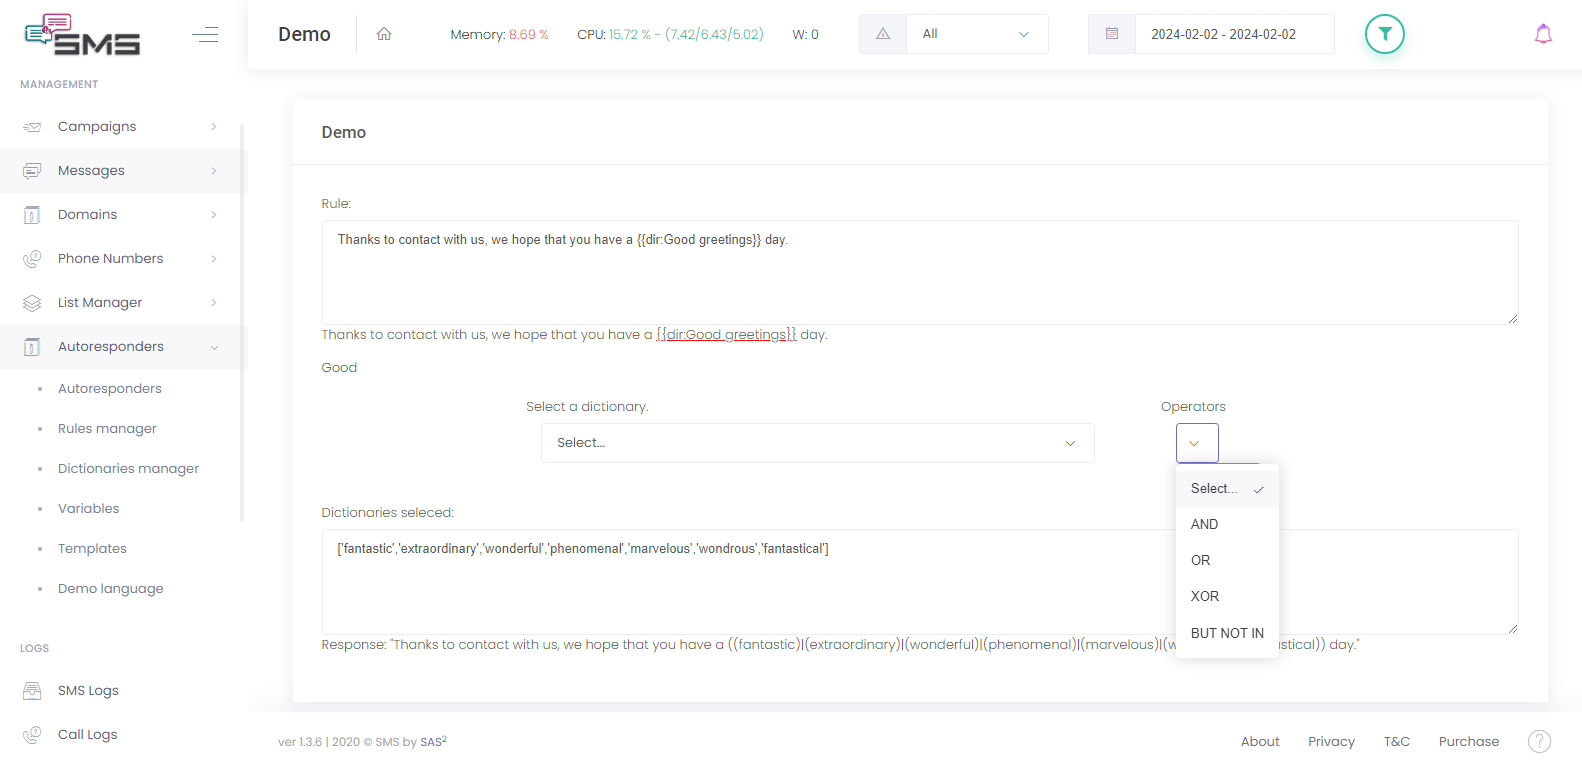 SMS
Demo
Memory: 8.69 %
CPU: 15.72 % - (7.42/6.43/5.02)
W: 0
All
2024-02-02 - 2024-02-02
MANAGEMENT
Campaigns
Messages
Domains
Phone Numbers
List Manager
Autoresponders
Autoresponders
Rules manager
Dictionaries manager
Variables
Templates
Demo language
LOGS
SMS Logs
Call Logs
Demo
Rule:
Thanks to contact with us, we hope that you have a {{dir:Good greetings}} day.
Thanks to contact with us, we hope that you have a {{dir:Good greetings}} day.
Good
Select a dictionary.
Operators
Select...
Select...
AND
OR
XOR
BUT NOT IN
Dictionaries seleced:
['fantastic','extraordinary','wonderful','phenomenal','marvelous','wondrous','fantastical']
Response: "Thanks to contact with us, we hope that you have a ((fantastic)|(extraordinary)|(wonderful)|(phenomenal)|(marvelous)|(w astical)) day."
ver 1.3.6 | 2020 © SMS by SAS2
About
Privacy
T&C
Purchase
?